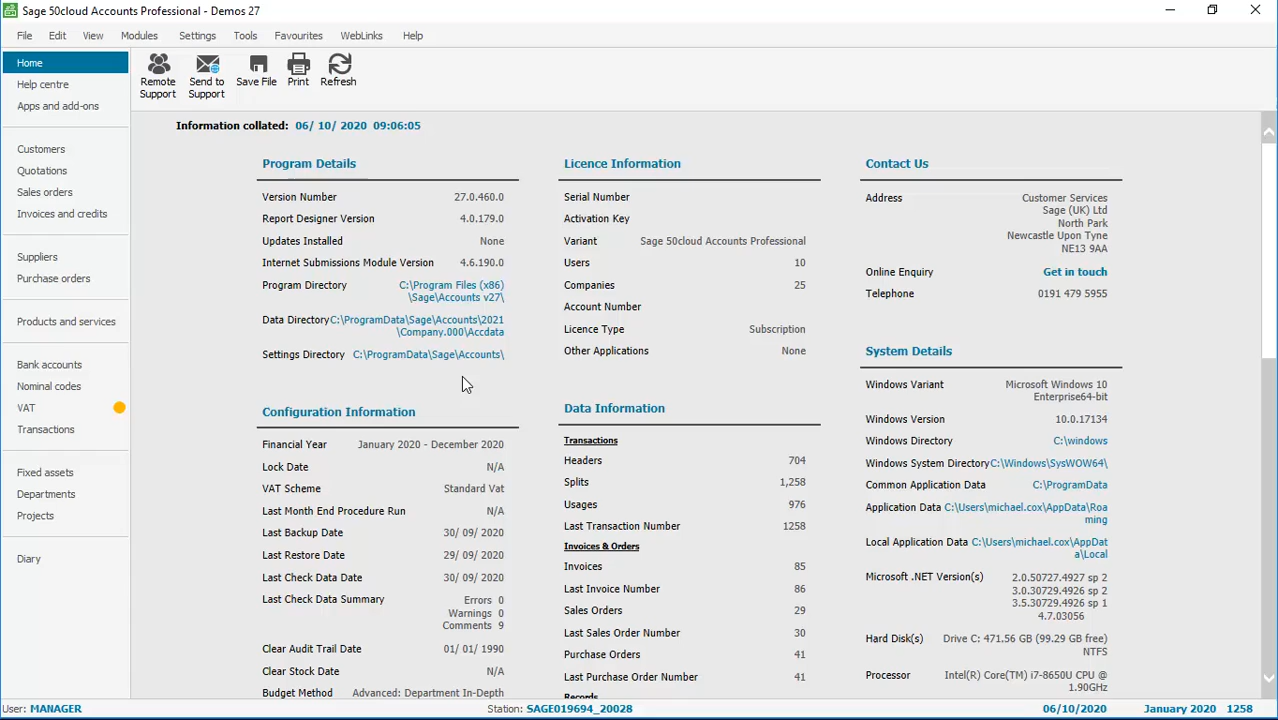 Sage 50cloud Accounts Professional - Demos 27
File Edit View Modules Settings Tools Favourites WebLinks Help
Home
Help centre
Apps and add-ons
Customers
Quotations
Sales orders
Invoices and credits
Suppliers
Purchase orders
Products and services
Bank accounts
Nominal codes
VAT
Transactions
Fixed assets
Departments
Projects
Diary
Remote Support
Send to Support
Save File
Print
Refresh
Information collated: 06/ 10/ 2020 09:06:05
Program Details
Version Number 27.0.460.0
Report Designer Version 4.0.179.0
Updates Installed None
Internet Submissions Module Version 4.6.190.0
Program Directory C:\Program Files (x86)
\Sage\Accounts v27\
Data Directory C:\ProgramData\Sage\Accounts\2021
\Company.000\Accdata
Settings Directory C:\ProgramData\Sage\Accounts\
Configuration Information
Financial Year January 2020 - December 2020
Lock Date N/A
VAT Scheme Standard Vat
Last Month End Procedure Run N/A
Last Backup Date 30/ 09/ 2020
Last Restore Date 29/ 09/ 2020
Last Check Data Date 30/ 09/ 2020
Last Check Data Summary Errors 0
Warnings 0
Comments 9
Clear Audit Trail Date 01/ 01/ 1990
Clear Stock Date N/A
Budget Method Advanced: Department In-Depth
Licence Information
Serial Number
Activation Key
Variant Sage 50cloud Accounts Professional
Users 10
Companies 25
Account Number
Licence Type Subscription
Other Applications None
Data Information
Transactions
Headers 704
Splits 1,258
Usages 976
Last Transaction Number 1258
Invoices & Orders
Invoices 85
Last Invoice Number 86
Sales Orders 29
Last Sales Order Number 30
Purchase Orders 41
Last Purchase Order Number 41
Records
Contact Us
Address Customer Services
Sage (UK) Ltd
North Park
Newcastle Upon Tyne
NE13 9AA
Online Enquiry Get in touch
Telephone 0191 479 5955
System Details
Windows Variant Microsoft Windows 10
Enterprise64-bit
Windows Version 10.0.17134
Windows Directory C:\windows
Windows System Directory C:\Windows\SysWOW64\
Common Application Data C:\ProgramData
Application Data C:\Users\michael.cox\AppData\Roa
ming
Local Application Data C:\Users\michael.cox\AppDat
a\Local
Microsoft .NET Version(s) 2.0.50727.4927 sp 2
3.0.30729.4926 sp 2
3.5.30729.4926 sp 1
4.7.03056
Hard Disk(s) Drive C: 471.56 GB (99.29 GB free)
NTFS
Processor Intel(R) Core(TM) i7-8650U CPU @
1.90GHz
User: MANAGER Station: SAGE019694_20028 06/10/2020 January 2020 1258